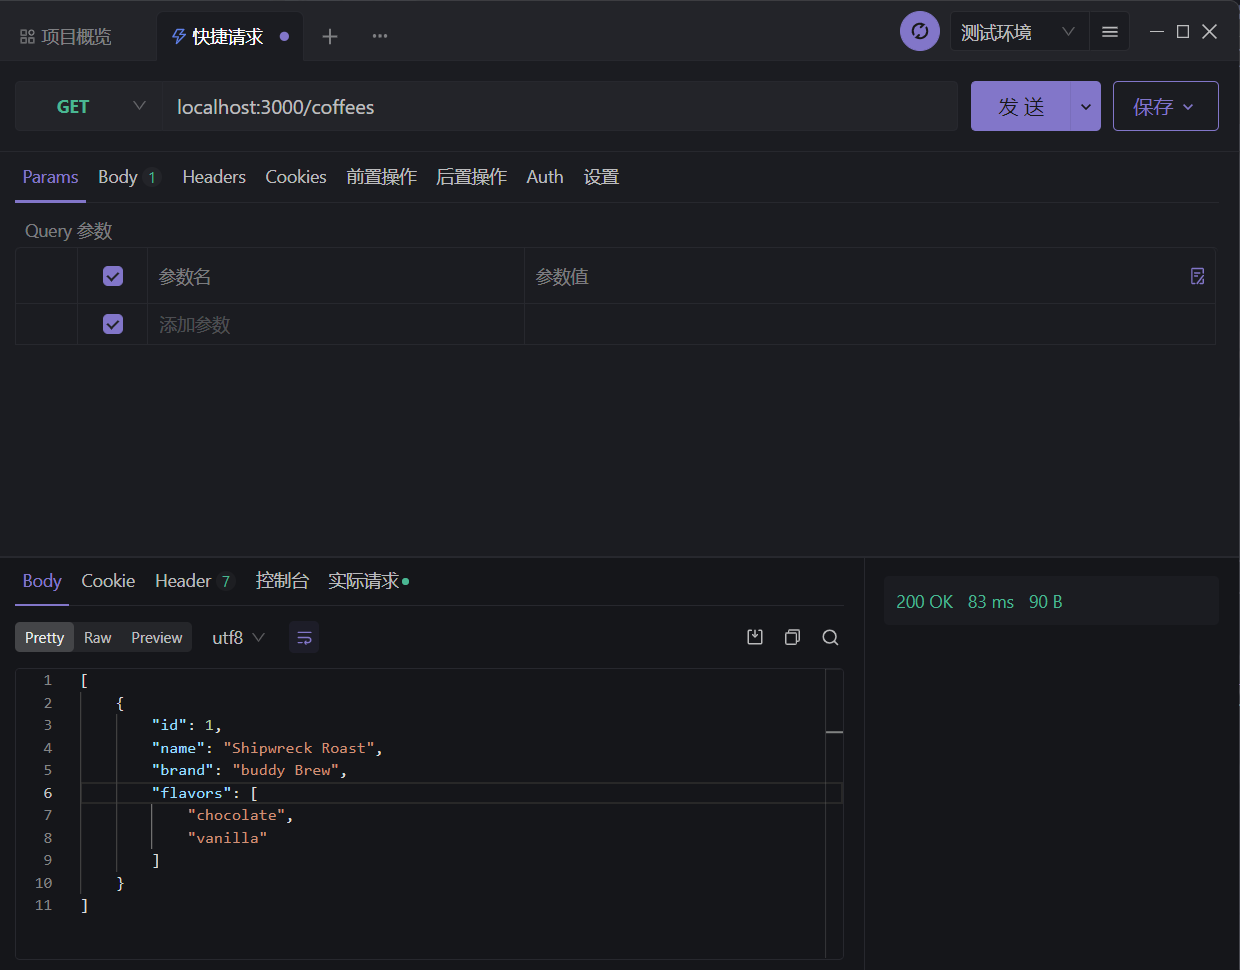 项目概览
快捷请求
测试环境
GET
localhost:3000/coffees
发 送
保存
Params
Body 1
Headers
Cookies
前置操作
后置操作
Auth
设置
Query 参数
参数名
参数值
添加参数
Body
Cookie
Header 7
控制台
实际请求
200 OK 83 ms 90 B
Pretty
Raw
Preview
utf8
1 [
2 {
3 "id": 1,
4 "name": "Shipwreck Roast",
5 "brand": "buddy Brew",
6 "flavors": [
7 "chocolate",
8 "vanilla"
9 ]
10 }
11 ]